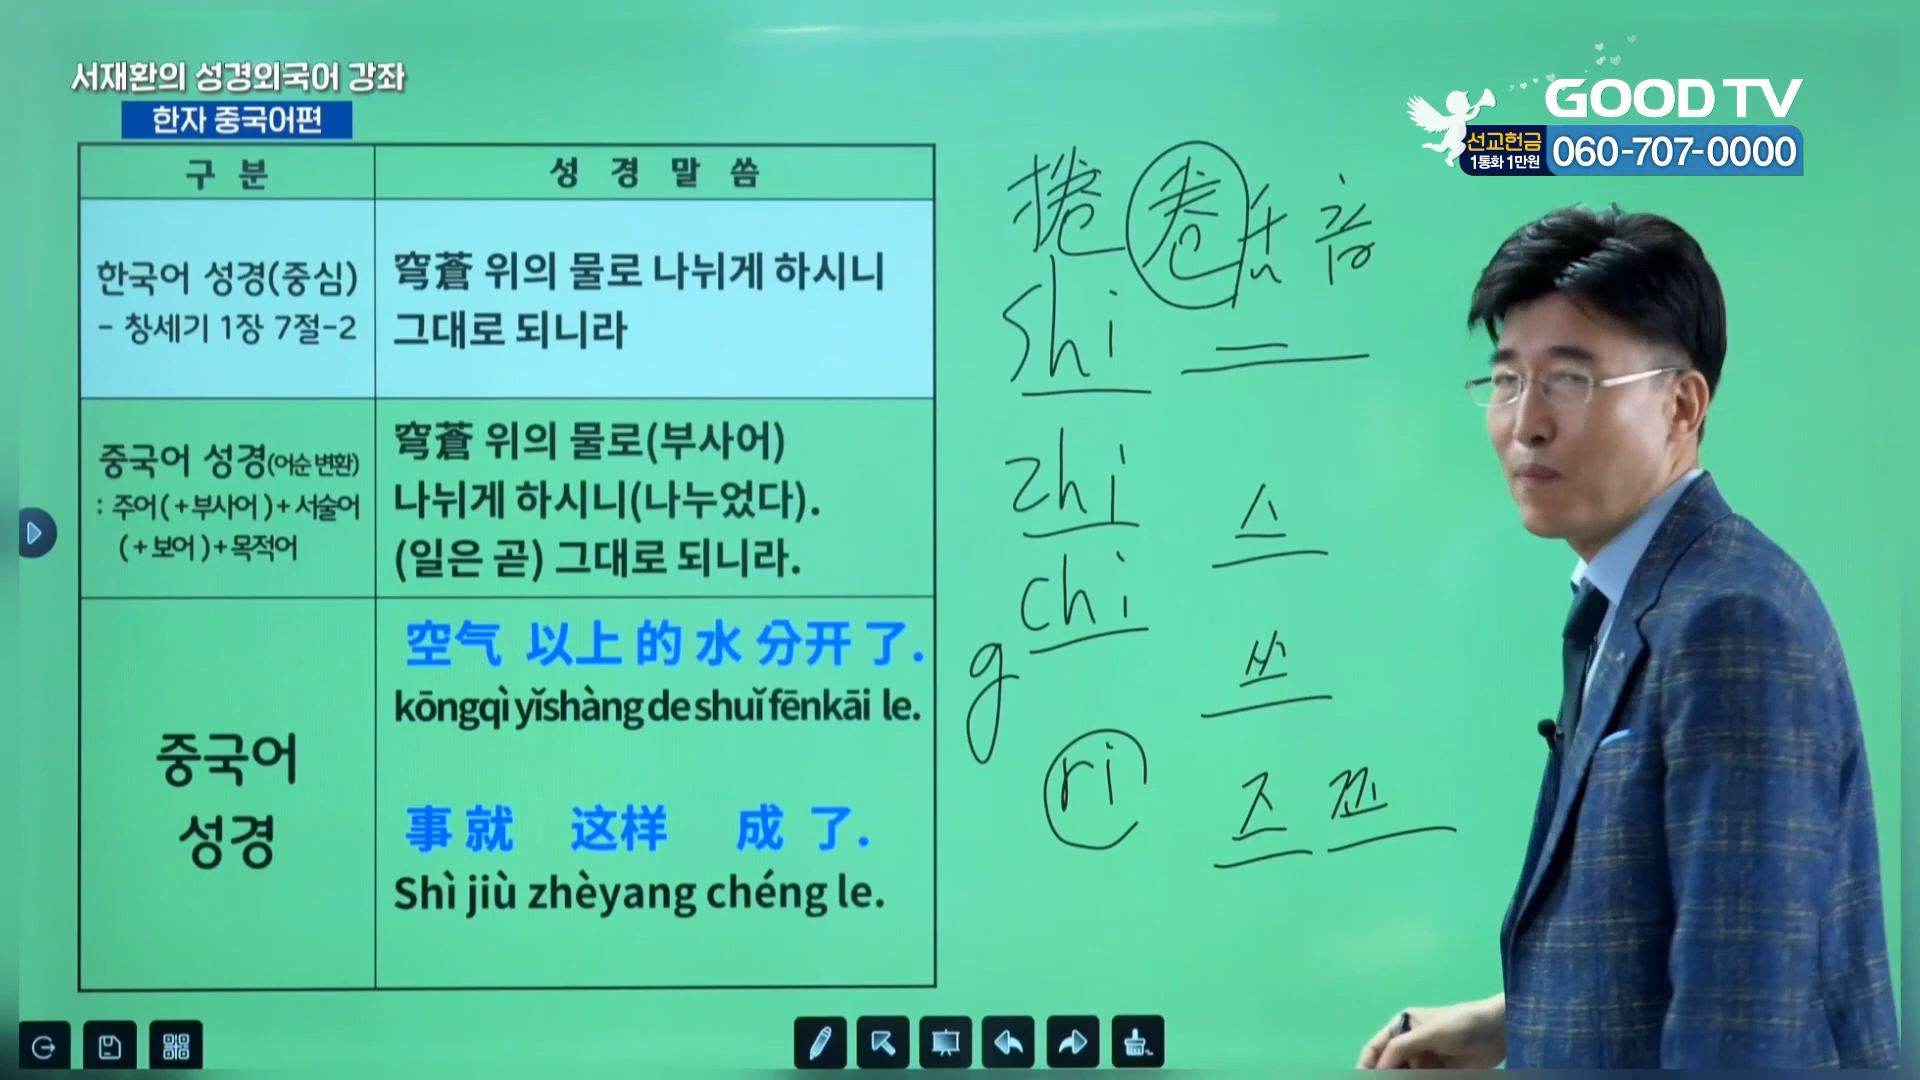 서재환의 성경외국어 강좌
한자 중국어편
GOOD TV
선교헌금
1통화 1만원
060-707-0000
구 분
성 경 말 씀
한국어 성경(중심)
- 창세기 1장 7절-2
穹蒼 위의 물로 나뉘게 하시니
그대로 되니라
중국어 성경(어순 변환)
: 주어(+부사어)+서술어
(+보어)+목적어
穹蒼 위의 물로(부사어)
나뉘게 하시니(나누었다).
(일은 곧) 그대로 되니라.
중국어
성경
空气 以上 的 水 分开 了.
kōngqì yǐshàng de shuǐ fēnkāi le.
事 就 这样 成 了.
Shì jiù zhèyang chéng le.
捲 卷 舌 音
shi
zhi
스
chi
g
쓰
ri
즈 쯔